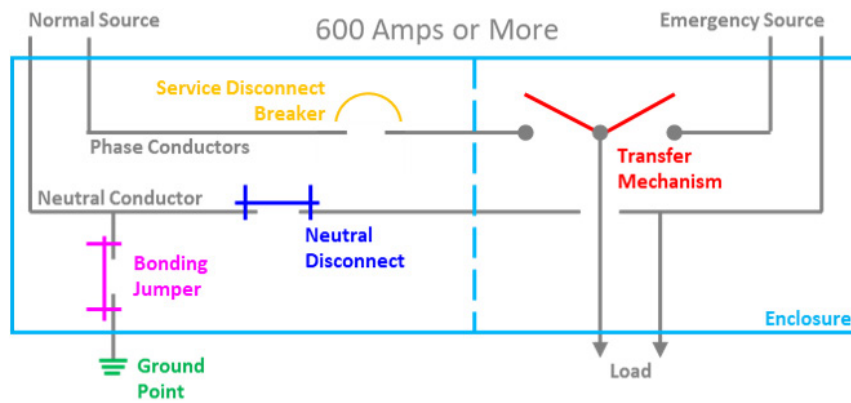 Normal Source
600 Amps or More
Emergency Source
Service Disconnect
Breaker
Phase Conductors
Transfer
Mechanism
Neutral Conductor
Neutral
Disconnect
Bonding
Jumper
Enclosure
Ground
Point
Load